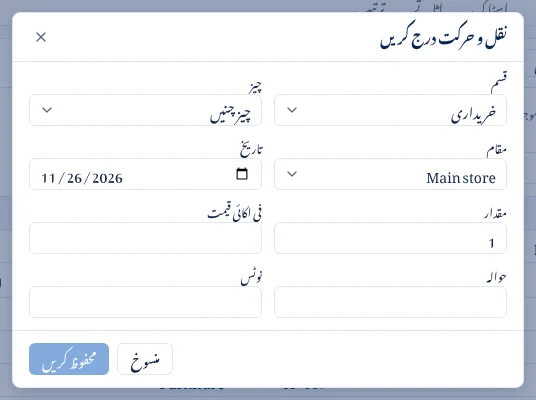 نقل و حرکت درج کریں
قسم
چیز
خریداری
چیز چنیں
مقام
تاریخ
Main store
11/26/2026
مقدار
فی اکائی قیمت
1
حوالہ
نوٹس
منسوخ
محفوظ کریں